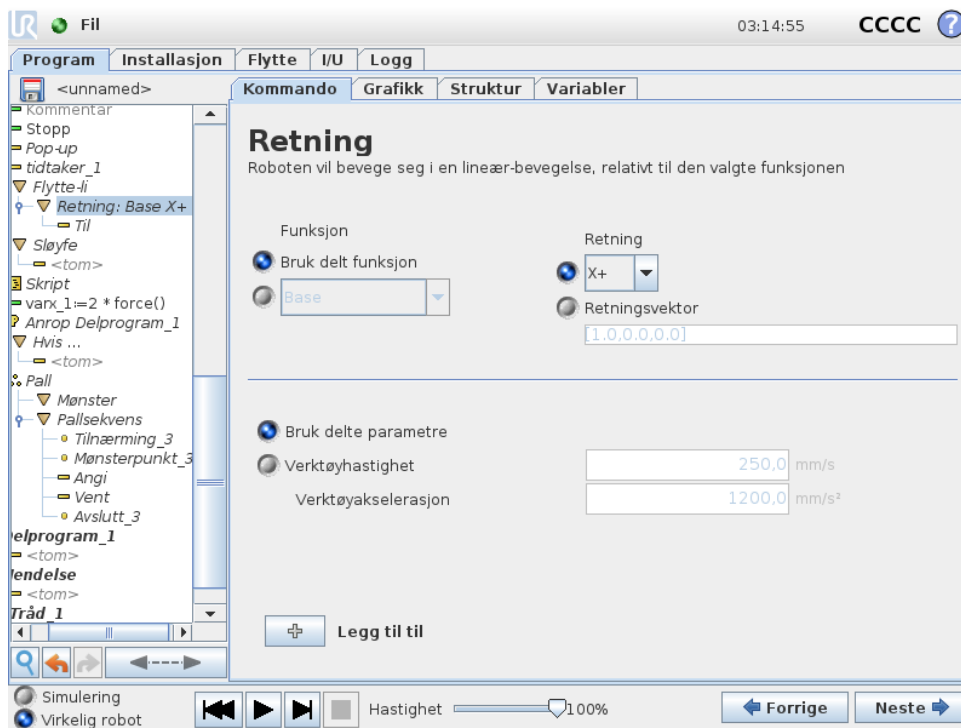 UR Fil 03:14:55 CCCC ?
Program Installasjon Flytte I/U Logg
<unnamed>
Kommando Grafikk Struktur Variabler
Kommentar
Stopp
Pop-up
tidtaker_1
Flytte-li
Retning: Base X+
Til
Sløyfe
<tom>
Skript
varx_1:=2 * force()
Anrop Delprogram_1
Hvis ...
<tom>
Pall
Mønster
Pallsekvens
Tilnærming_3
Mønsterpunkt_3
Angi
Vent
Avslutt_3
elprogram_1
<tom>
endelse
<tom>
Tråd_1
Retning
Roboten vil bevege seg i en lineær-bevegelse, relativt til den valgte funksjonen
Funksjon
Bruk delt funksjon
Base
Retning
X+
Retningsvektor
[1.0,0.0,0.0]
Bruk delte parametre
Verktøyhastighet 250,0 mm/s
Verktøyakselerasjon 1200,0 mm/s²
Legg til til
Simulering
Virkelig robot
Hastighet 100%
Forrige Neste